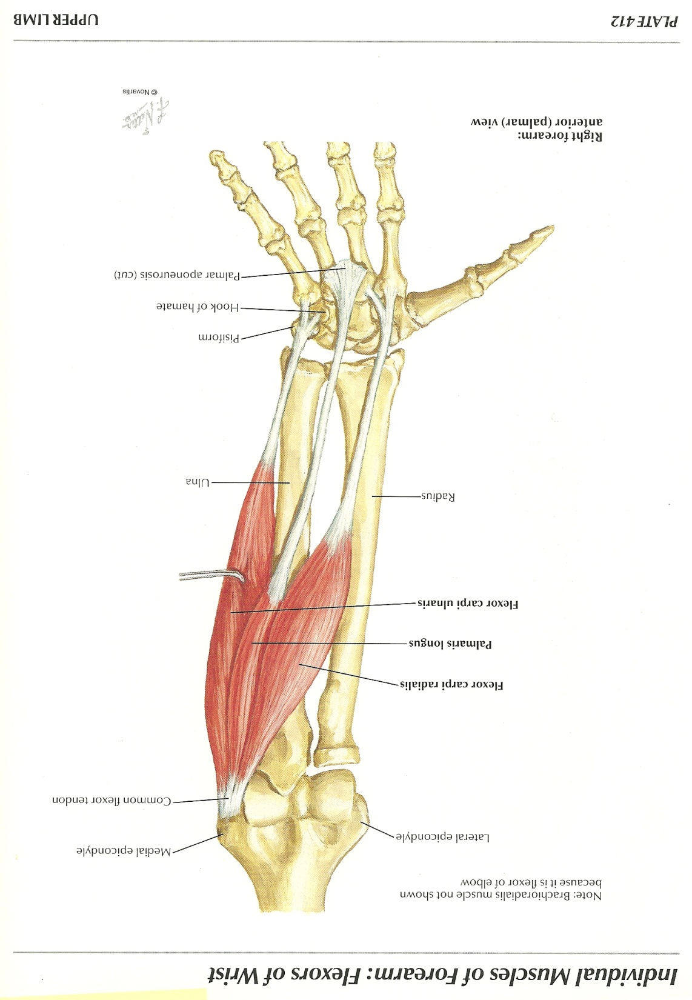 Individual Muscles of Forearm: Flexors of Wrist
Note: Brachioradialis muscle not shown
because it is flexor of elbow
Medial epicondyle
Lateral epicondyle
Common flexor tendon
Flexor carpi radialis
Palmaris longus
Flexor carpi ulnaris
Radius
Ulna
Pisiform
Hook of hamate
Palmar aponeurosis (cut)
Right forearm:
anterior (palmar) view
F. Netter
M.D.
© Novartis
PLATE 412
UPPER LIMB